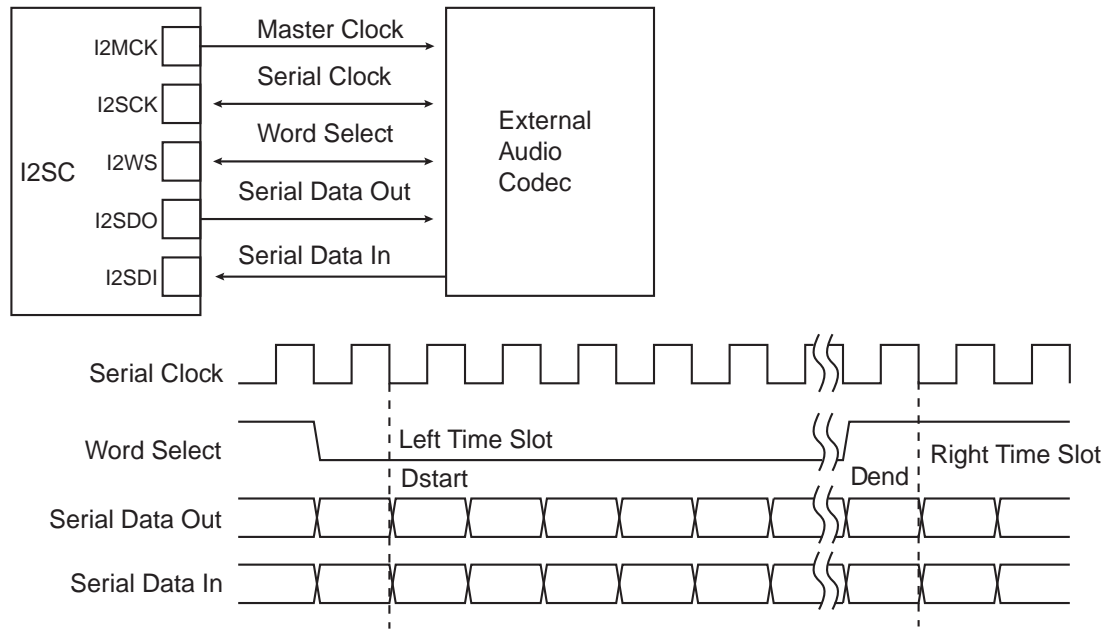 I2MCK
Master Clock
I2SCK
Serial Clock
I2SC
I2WS
Word Select
External
Audio
Codec
I2SDO
Serial Data Out
I2SDI
Serial Data In
Serial Clock
Word Select
Left Time Slot
Right Time Slot
Dstart
Dend
Serial Data Out
Serial Data In